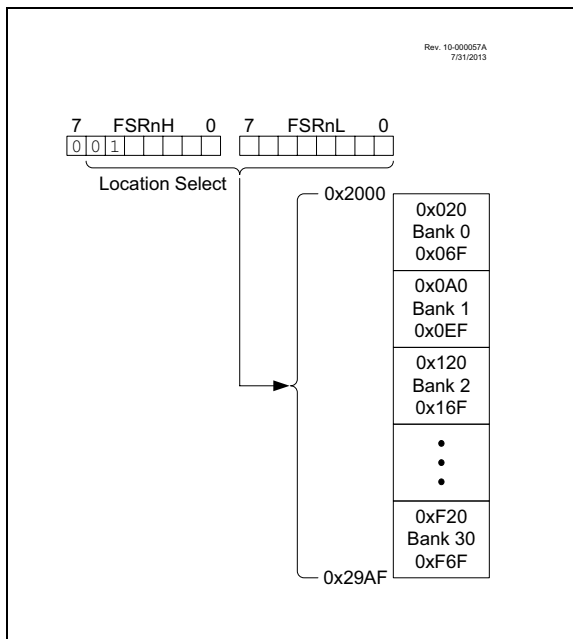 Rev. 10-000057A
7/31/2013
7 FSRnH 0 7 FSRnL 0
0 0 1
Location Select
0x2000
0x020
Bank 0
0x06F
0x0A0
Bank 1
0x0EF
0x120
Bank 2
0x16F
0xF20
Bank 30
0xF6F
0x29AF